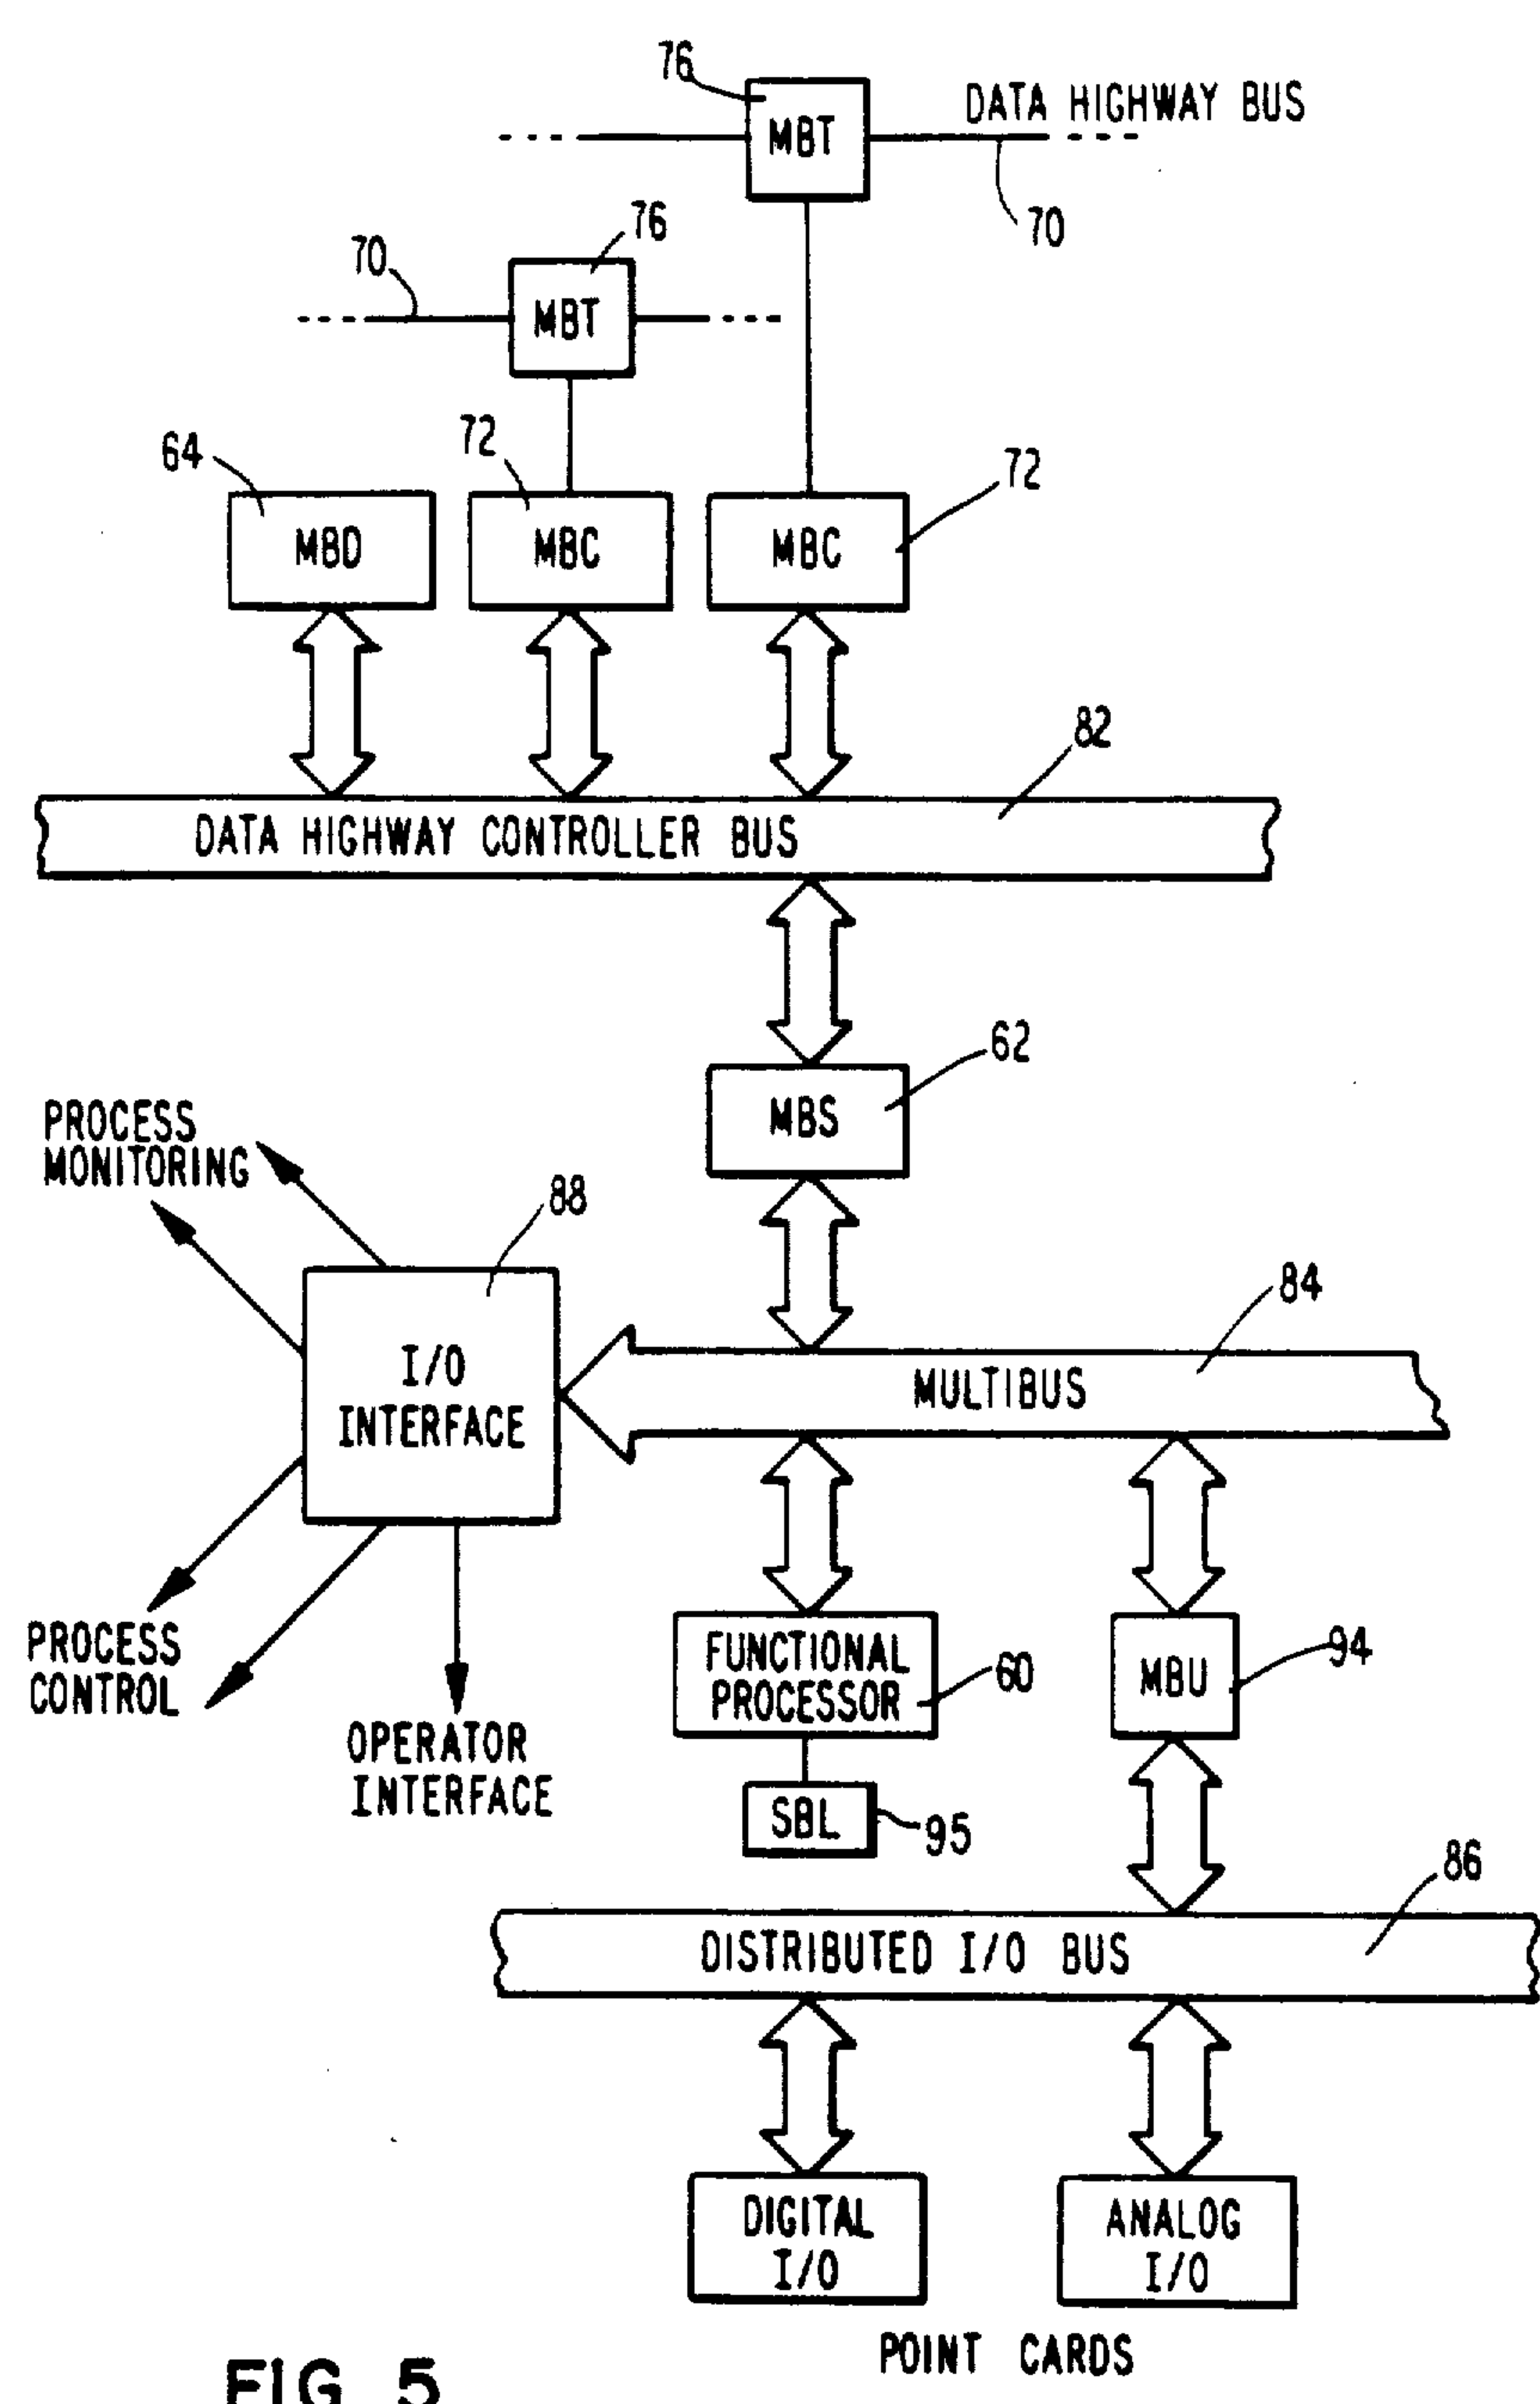 76
MBT
DATA HIGHWAY BUS
70
76
70
MBT
64
72
72
MBD
MBC
MBC
82
DATA HIGHWAY CONTROLLER BUS
62
MBS
PROCESS
MONITORING
88
84
I/O
INTERFACE
MULTIBUS
PROCESS
CONTROL
OPERATOR
INTERFACE
FUNCTIONAL
PROCESSOR
60
MBU
94
SBL
95
86
DISTRIBUTED I/O BUS
DIGITAL
I/O
ANALOG
I/O
POINT CARDS
FIG 5